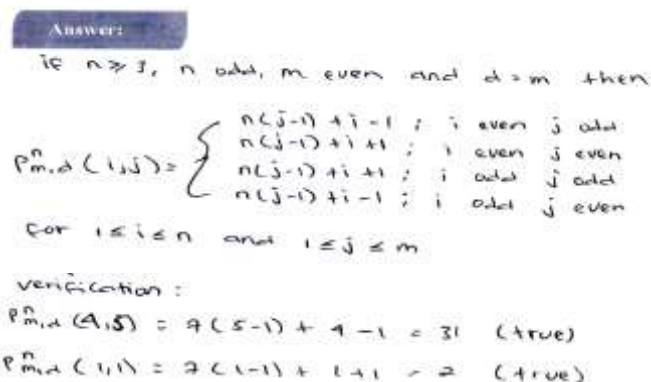 Answer:
if n ≥ 3, n odd, m even and d = m then
n(j-1) + i - 1 ; i even j odd
n(j-1) + i + 1 ; i even j even
P^n_{m,d} (i,j) = {
n(j-1) + i + 1 ; i odd j odd
n(j-1) + i - 1 ; i odd j even
for 1 ≤ i ≤ n and 1 ≤ j ≤ m
verification :
P^n_{m,d} (4,5) = 7(5-1) + 4 - 1 = 31 (true)
P^n_{m,d} (1,1) = 7(1-1) + 1+1 = 2 (true)